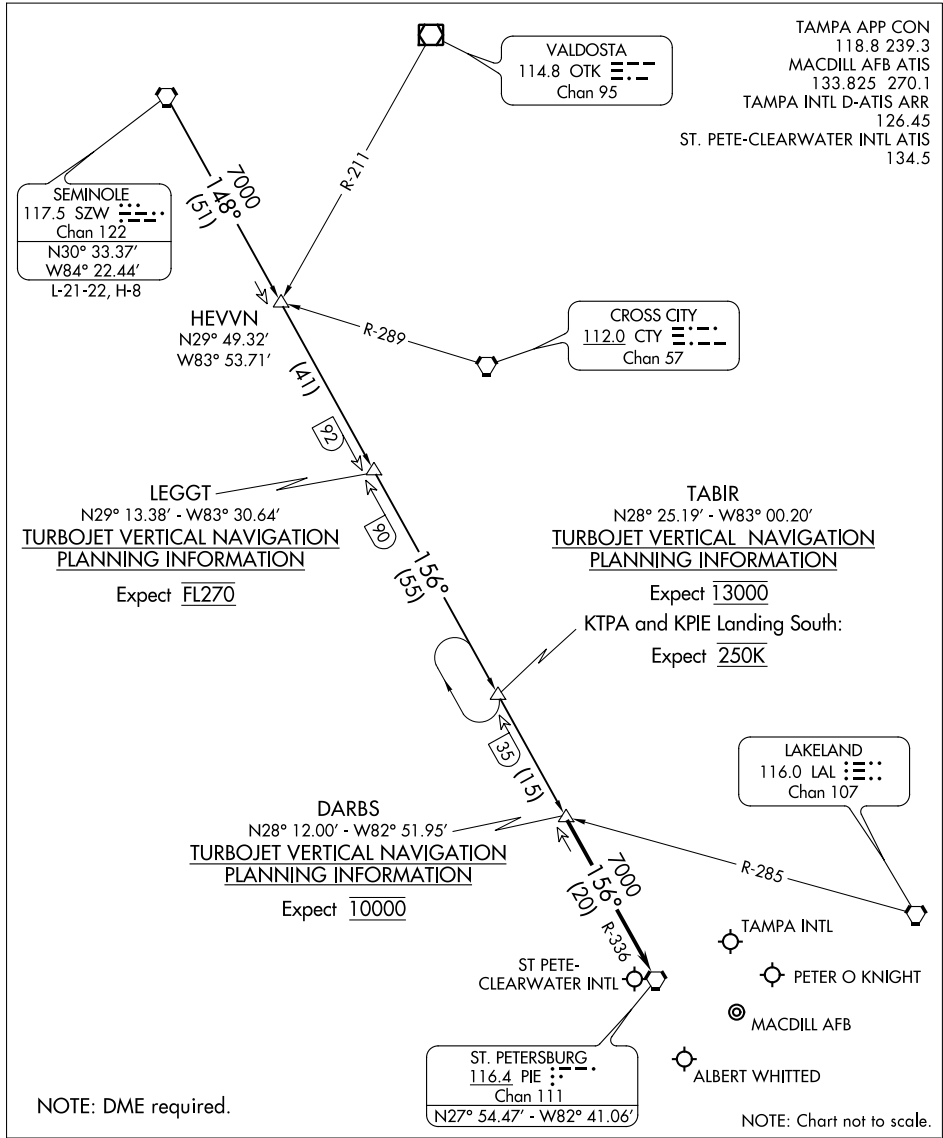 TAMPA APP CON
118.8 239.3
MACDILL AFB ATIS
133.825 270.1
TAMPA INTL D-ATIS ARR
126.45
ST. PETE-CLEARWATER INTL ATIS
134.5
VALDOSTA
114.8 OTK
Chan 95
SEMINOLE
117.5 SZW
Chan 122
N30° 33.37'
W84° 22.44'
L-21-22, H-8
7000
148°
(51)
R-211
HEVVN
N29° 49.32'
W83° 53.71'
R-289
CROSS CITY
112.0 CTY
Chan 57
(41)
92
LEGGT
N29° 13.38' - W83° 30.64'
TURBOJET VERTICAL NAVIGATION
PLANNING INFORMATION
Expect FL270
90
156°
(55)
TABIR
N28° 25.19' - W83° 00.20'
TURBOJET VERTICAL NAVIGATION
PLANNING INFORMATION
Expect 13000
KTPA and KPIE Landing South:
Expect 250K
35
(15)
LAKELAND
116.0 LAL
Chan 107
DARBS
N28° 12.00' - W82° 51.95'
TURBOJET VERTICAL NAVIGATION
PLANNING INFORMATION
Expect 10000
R-285
7000
156°
(20)
R-336
TAMPA INTL
ST PETE-
CLEARWATER INTL
PETER O KNIGHT
MACDILL AFB
ALBERT WHITTED
ST. PETERSBURG
116.4 PIE
Chan 111
N27° 54.47' - W82° 41.06'
NOTE: DME required.
NOTE: Chart not to scale.